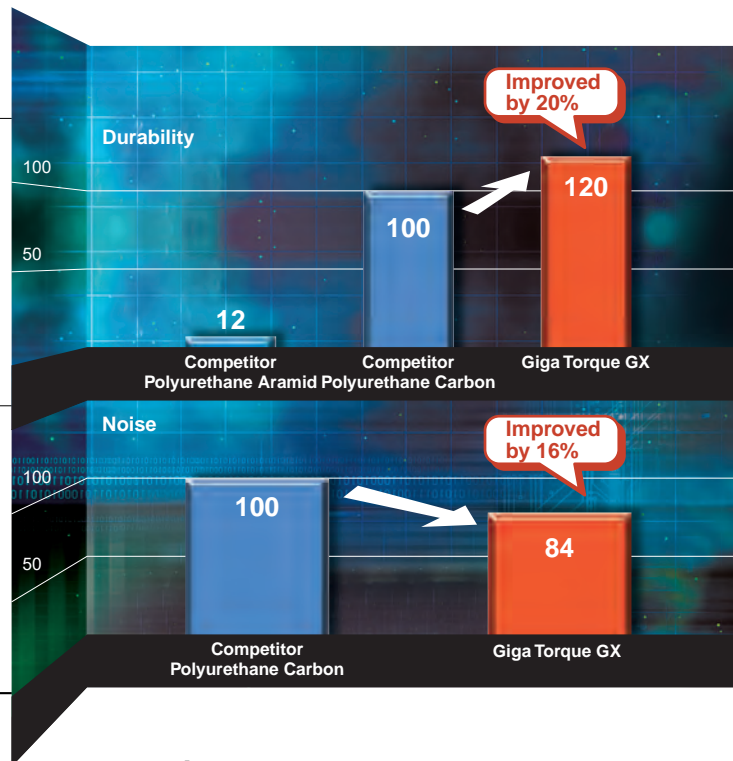 Improved
by 20%
Durability
100
50
12
100
120
Competitor
Polyurethane Aramid
Competitor
Polyurethane Carbon
Giga Torque GX
Noise
Improved
by 16%
100
50
100
84
Competitor
Polyurethane Carbon
Giga Torque GX